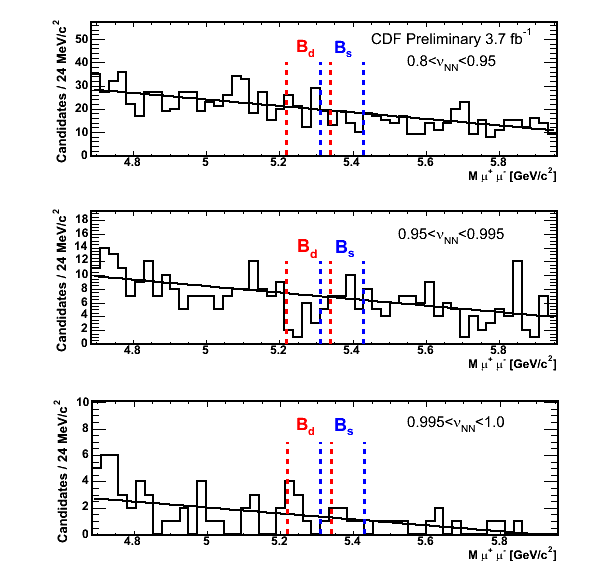 CDF Preliminary 3.7 fb⁻¹
0.8<ν_NN<0.95
B_d B_s
Candidates / 24 MeV/c²
50
40
30
20
10
0
4.8 5 5.2 5.4 5.6 5.8
M μ⁺ μ⁻ [GeV/c²]
0.95<ν_NN<0.995
B_d B_s
Candidates / 24 MeV/c²
18
16
14
12
10
8
6
4
2
0
4.8 5 5.2 5.4 5.6 5.8
M μ⁺ μ⁻ [GeV/c²]
0.995<ν_NN<1.0
B_d B_s
Candidates / 24 MeV/c²
10
8
6
4
2
0
4.8 5 5.2 5.4 5.6 5.8
M μ⁺ μ⁻ [GeV/c²]